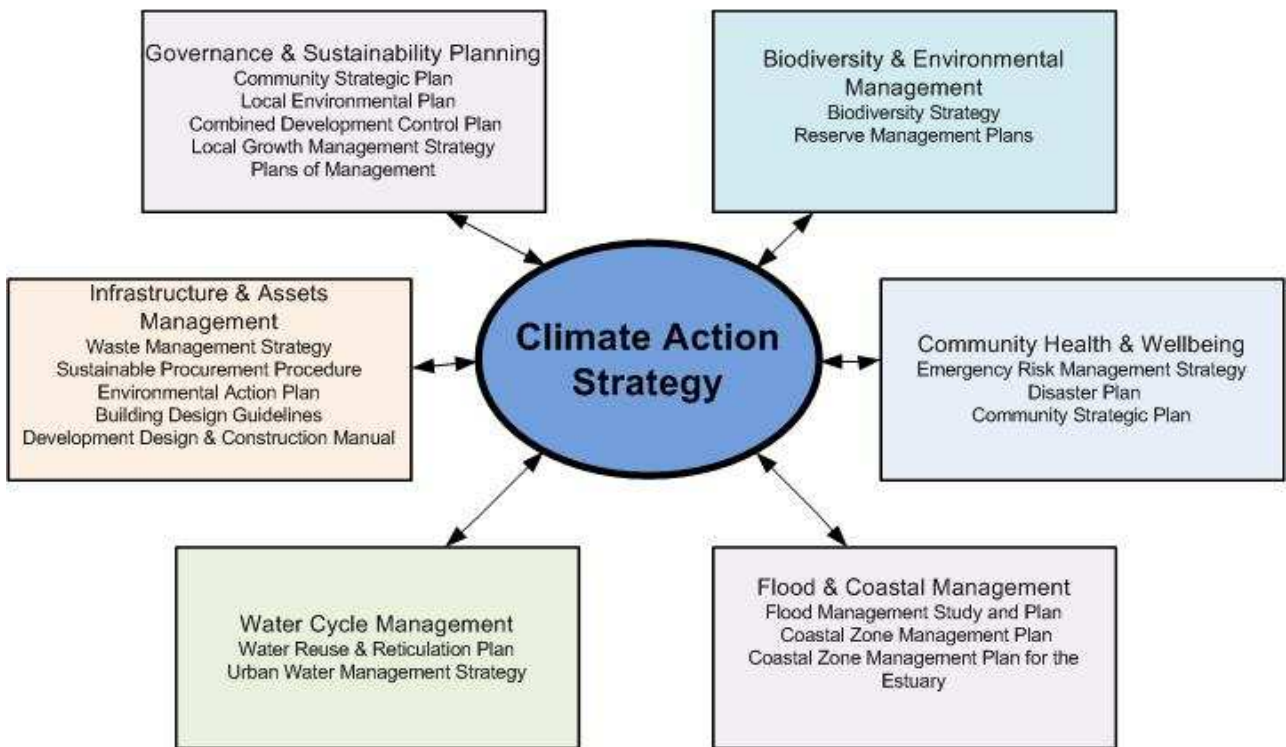 Governance & Sustainability Planning
Community Strategic Plan
Local Environmental Plan
Combined Development Control Plan
Local Growth Management Strategy
Plans of Management
Biodiversity & Environmental
Management
Biodiversity Strategy
Reserve Management Plans
Infrastructure & Assets
Management
Waste Management Strategy
Sustainable Procurement Procedure
Environmental Action Plan
Building Design Guidelines
Development Design & Construction Manual
Climate Action
Strategy
Community Health & Wellbeing
Emergency Risk Management Strategy
Disaster Plan
Community Strategic Plan
Water Cycle Management
Water Reuse & Reticulation Plan
Urban Water Management Strategy
Flood & Coastal Management
Flood Management Study and Plan
Coastal Zone Management Plan
Coastal Zone Management Plan for the
Estuary